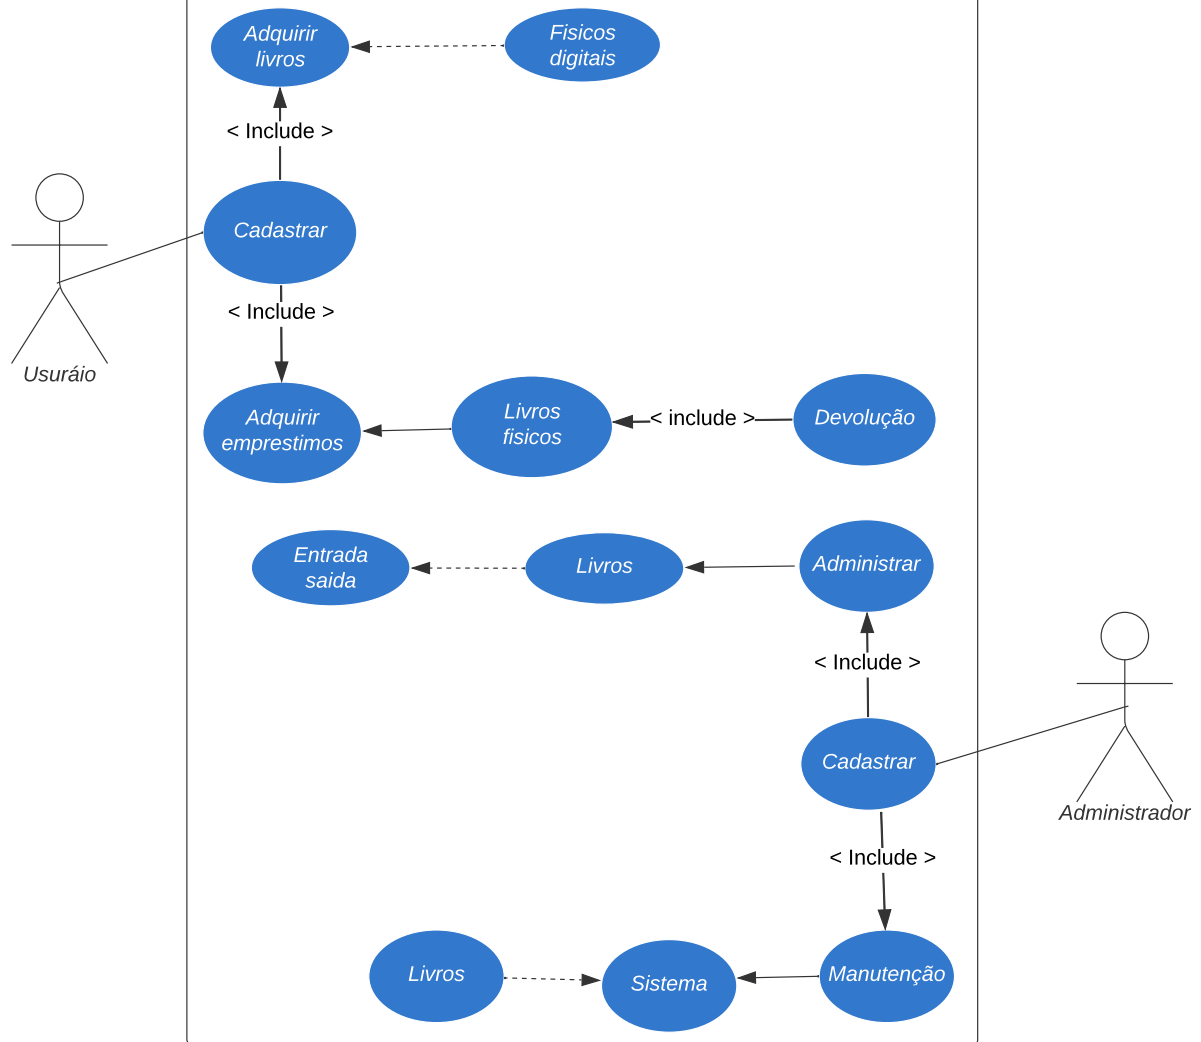 Adquirir
livros
Fisicos
digitais
< Include >
Cadastrar
< Include >
Usuráio
Adquirir
emprestimos
Livros
fisicos
< include >
Devolução
Entrada
saida
Livros
Administrar
< Include >
Cadastrar
Administrador
< Include >
Livros
Sistema
Manutenção